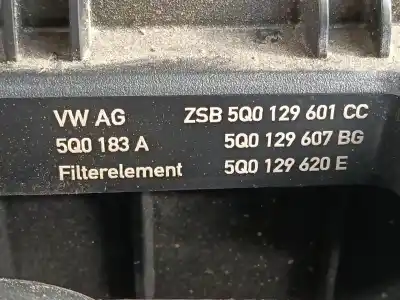 VW AG ZSB 5Q0 129 601 CC
5Q0 183 A 5Q0 129 607 BG
Filterelement 5Q0 129 620 E